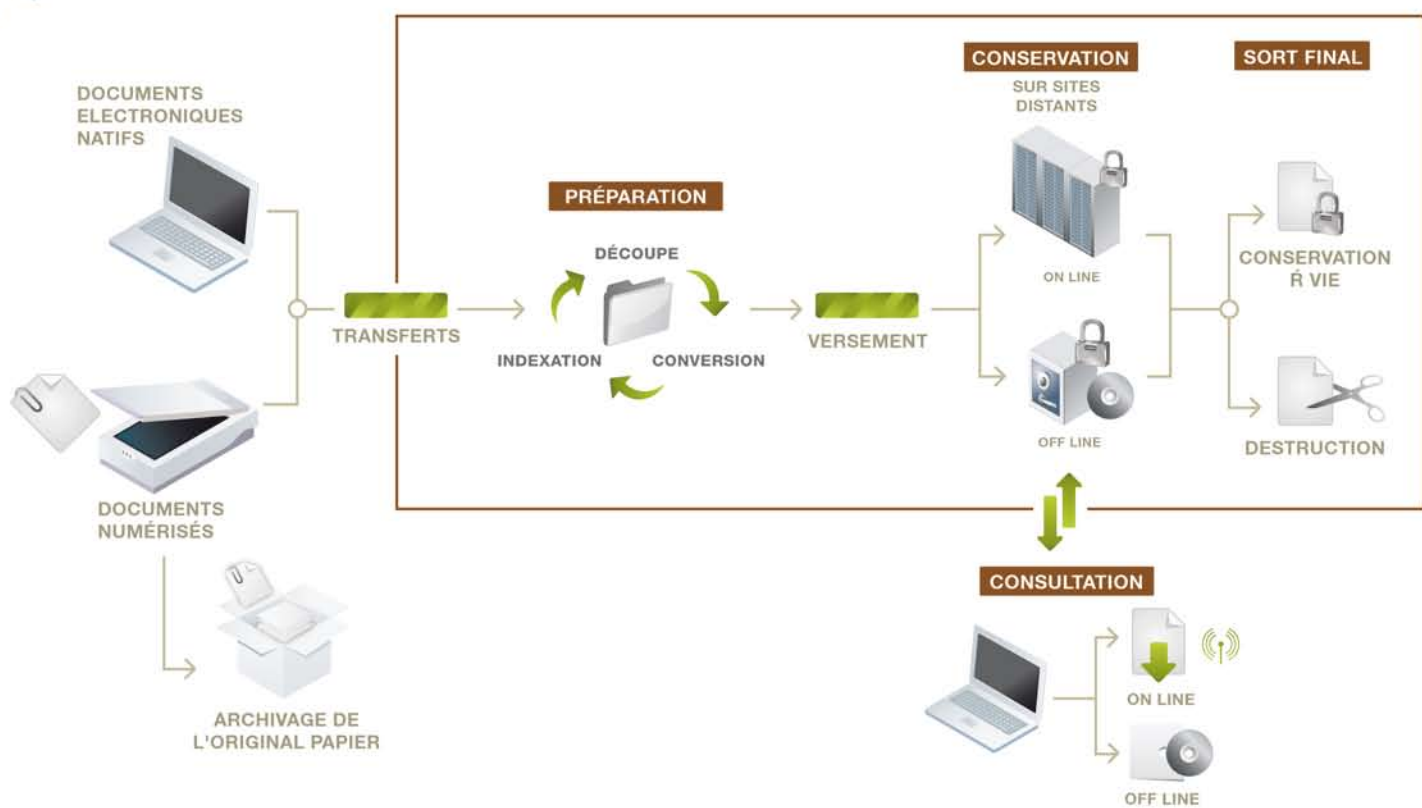 DOCUMENTS
ELECTRONIQUES
NATIFS
DOCUMENTS
NUMÉRISÉS
ARCHIVAGE DE
L'ORIGINAL PAPIER
TRANSFERTS
PRÉPARATION
DÉCOUPE
INDEXATION
CONVERSION
VERSEMENT
CONSERVATION
SUR SITES
DISTANTS
ON LINE
OFF LINE
SORT FINAL
CONSERVATION
Ŕ VIE
DESTRUCTION
CONSULTATION
ON LINE
OFF LINE